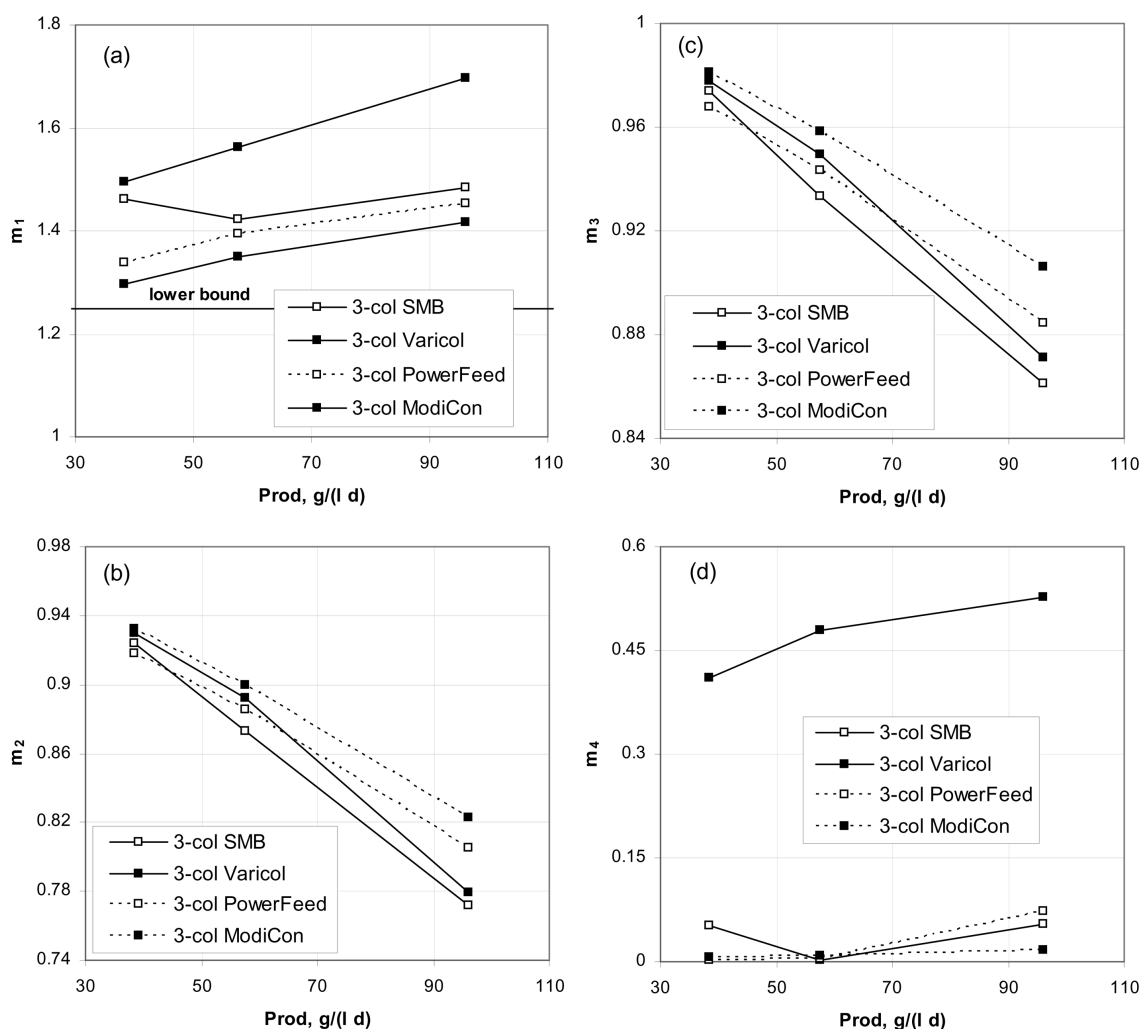 (a)
1.8
1.6
1.4
1.2
1
m1
lower bound
3-col SMB
3-col Varicol
3-col PowerFeed
3-col ModiCon
30 50 70 90 110
Prod, g/(l d)
(c)
1
0.96
0.92
0.88
0.84
m3
3-col SMB
3-col Varicol
3-col PowerFeed
3-col ModiCon
30 50 70 90 110
Prod, g/(l d)
(b)
0.98
0.94
0.9
0.86
0.82
0.78
0.74
m2
3-col SMB
3-col Varicol
3-col PowerFeed
3-col ModiCon
30 50 70 90 110
Prod, g/(l d)
(d)
0.6
0.45
0.3
0.15
0
m4
3-col SMB
3-col Varicol
3-col PowerFeed
3-col ModiCon
30 50 70 90 110
Prod, g/(l d)